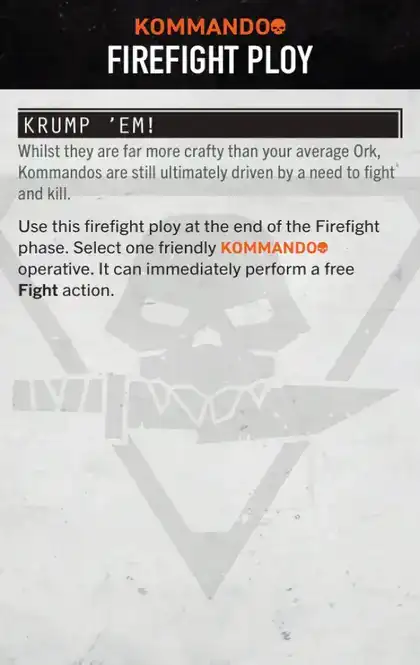 KOMMANDO
FIREFIGHT PLOY
KRUMP 'EM!
Whilst they are far more crafty than your average Ork,
Kommandos are still ultimately driven by a need to fight
and kill.
Use this firefight ploy at the end of the Firefight
phase. Select one friendly KOMMANDO
operative. It can immediately perform a free
Fight action.